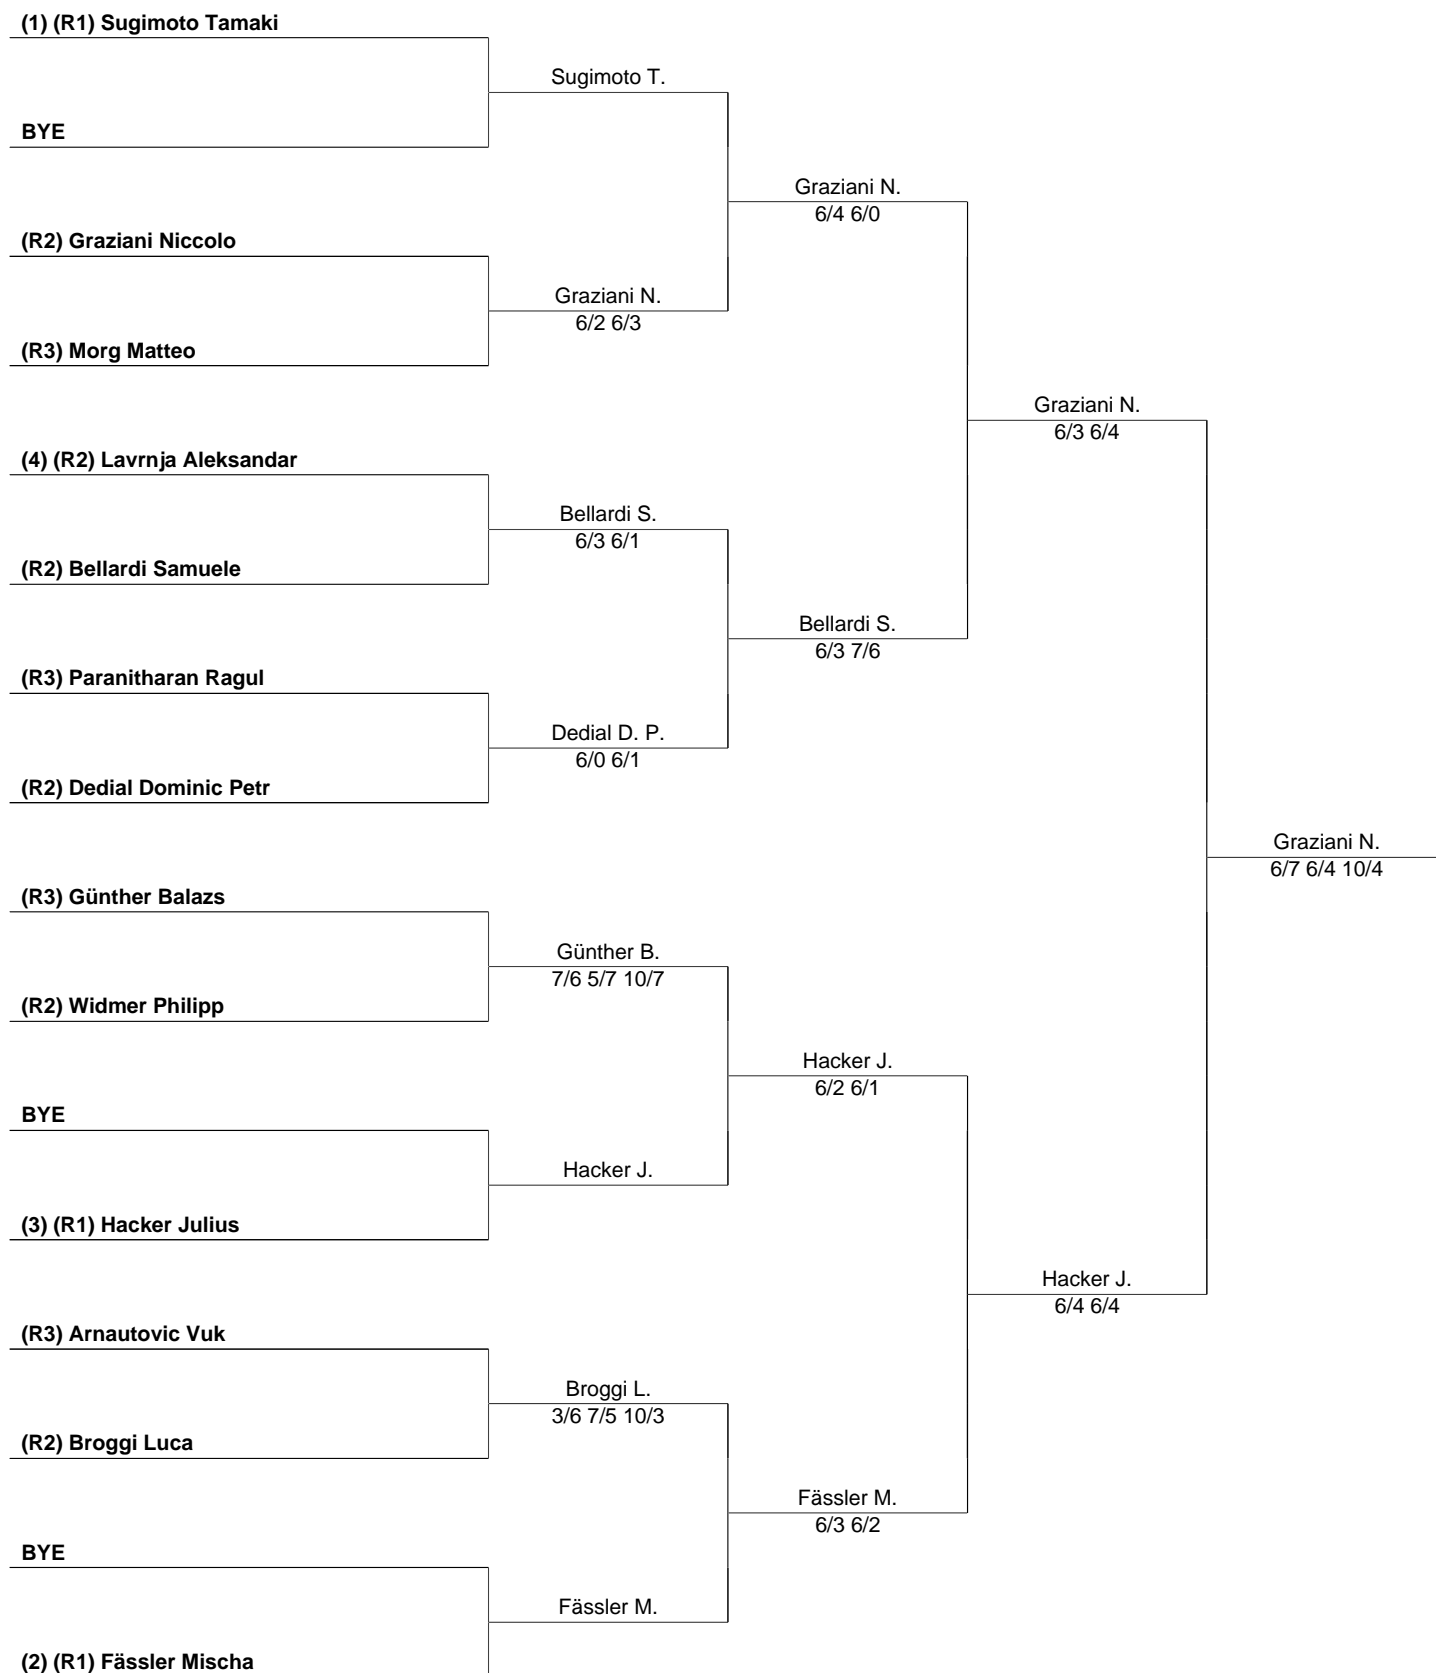 (1) (R1) Sugimoto Tamaki
Sugimoto T.
BYE
Graziani N.
6/4 6/0
(R2) Graziani Niccolo
Graziani N.
6/2 6/3
(R3) Morg Matteo
Graziani N.
6/3 6/4
(4) (R2) Lavrnja Aleksandar
Bellardi S.
6/3 6/1
(R2) Bellardi Samuele
Bellardi S.
6/3 7/6
(R3) Paranitharan Ragul
Dedial D. P.
6/0 6/1
(R2) Dedial Dominic Petr
Graziani N.
6/7 6/4 10/4
(R3) Günther Balazs
Günther B.
7/6 5/7 10/7
(R2) Widmer Philipp
Hacker J.
6/2 6/1
BYE
Hacker J.
(3) (R1) Hacker Julius
Hacker J.
6/4 6/4
(R3) Arnautovic Vuk
Broggi L.
3/6 7/5 10/3
(R2) Broggi Luca
Fässler M.
6/3 6/2
BYE
Fässler M.
(2) (R1) Fässler Mischa